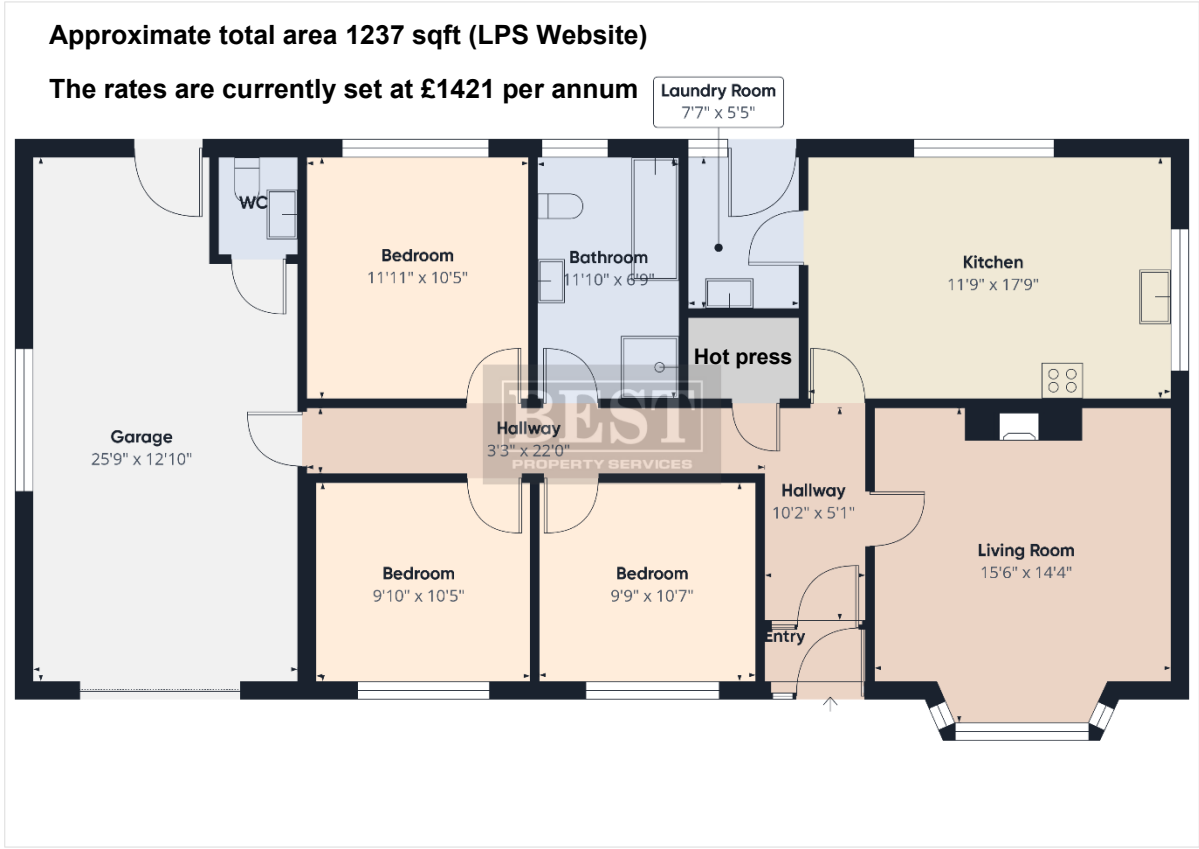 Approximate total area 1237 sqft (LPS Website)
The rates are currently set at £1421 per annum
Laundry Room
7'7" x 5'5"
WC
Bedroom
11'11" x 10'5"
Bathroom
11'10" x 6'9"
Kitchen
11'9" x 17'9"
Hot press
BEST
PROPERTY SERVICES
Hallway
3'3" x 22'0"
Garage
25'9" x 12'10"
Hallway
10'2" x 5'1"
Living Room
15'6" x 14'4"
Bedroom
9'10" x 10'5"
Bedroom
9'9" x 10'7"
Entry